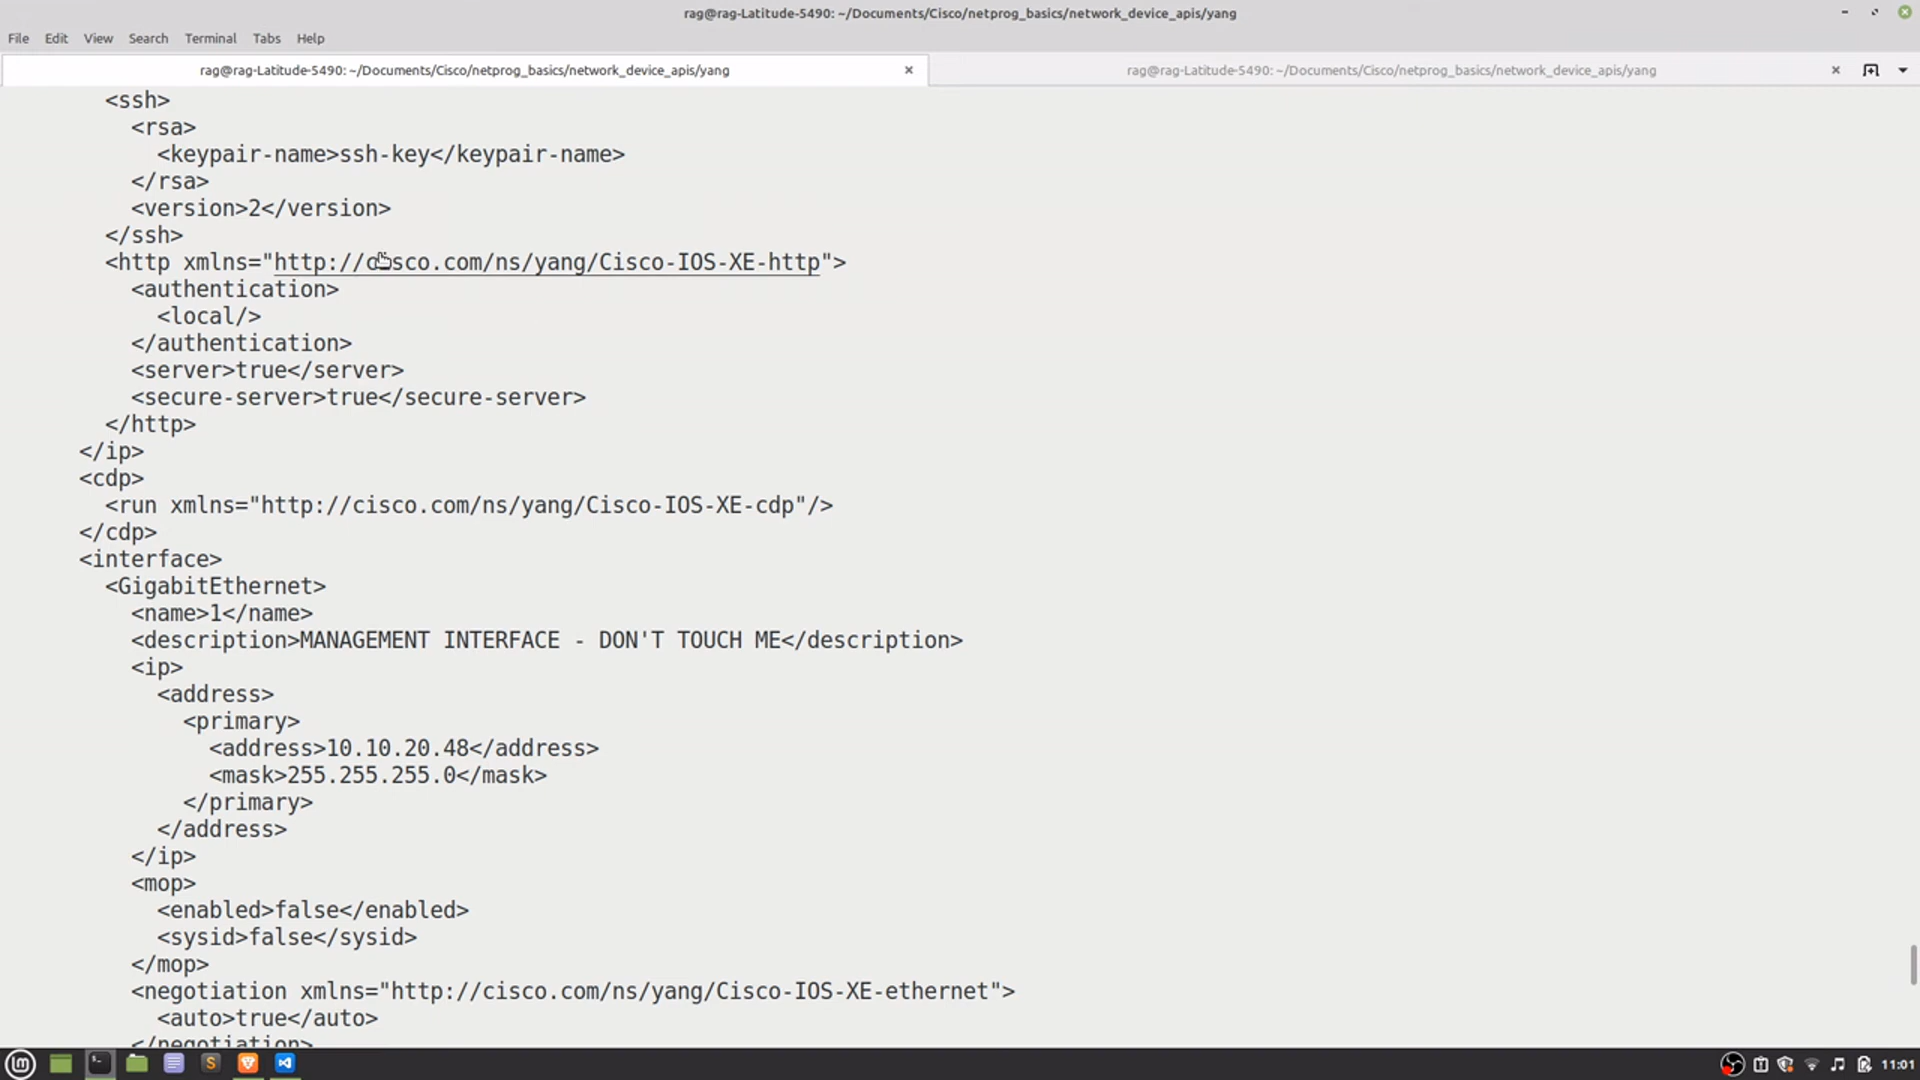 rag@rag-Latitude-5490: ~/Documents/Cisco/netprog_basics/network_device_apis/yang
File Edit View Search Terminal Tabs Help
rag@rag-Latitude-5490: ~/Documents/Cisco/netprog_basics/network_device_apis/yang
rag@rag-Latitude-5490: ~/Documents/Cisco/netprog_basics/network_device_apis/yang
<ssh>
<rsa>
<keypair-name>ssh-key</keypair-name>
</rsa>
<version>2</version>
</ssh>
<http xmlns="http://cisco.com/ns/yang/Cisco-IOS-XE-http">
<authentication>
<local/>
</authentication>
<server>true</server>
<secure-server>true</secure-server>
</http>
</ip>
<cdp>
<run xmlns="http://cisco.com/ns/yang/Cisco-IOS-XE-cdp"/>
</cdp>
<interface>
<GigabitEthernet>
<name>1</name>
<description>MANAGEMENT INTERFACE - DON'T TOUCH ME</description>
<ip>
<address>
<primary>
<address>10.10.20.48</address>
<mask>255.255.255.0</mask>
</primary>
</address>
</ip>
<mop>
<enabled>false</enabled>
<sysid>false</sysid>
</mop>
<negotiation xmlns="http://cisco.com/ns/yang/Cisco-IOS-XE-ethernet">
<auto>true</auto>
</negotiation>
11:01